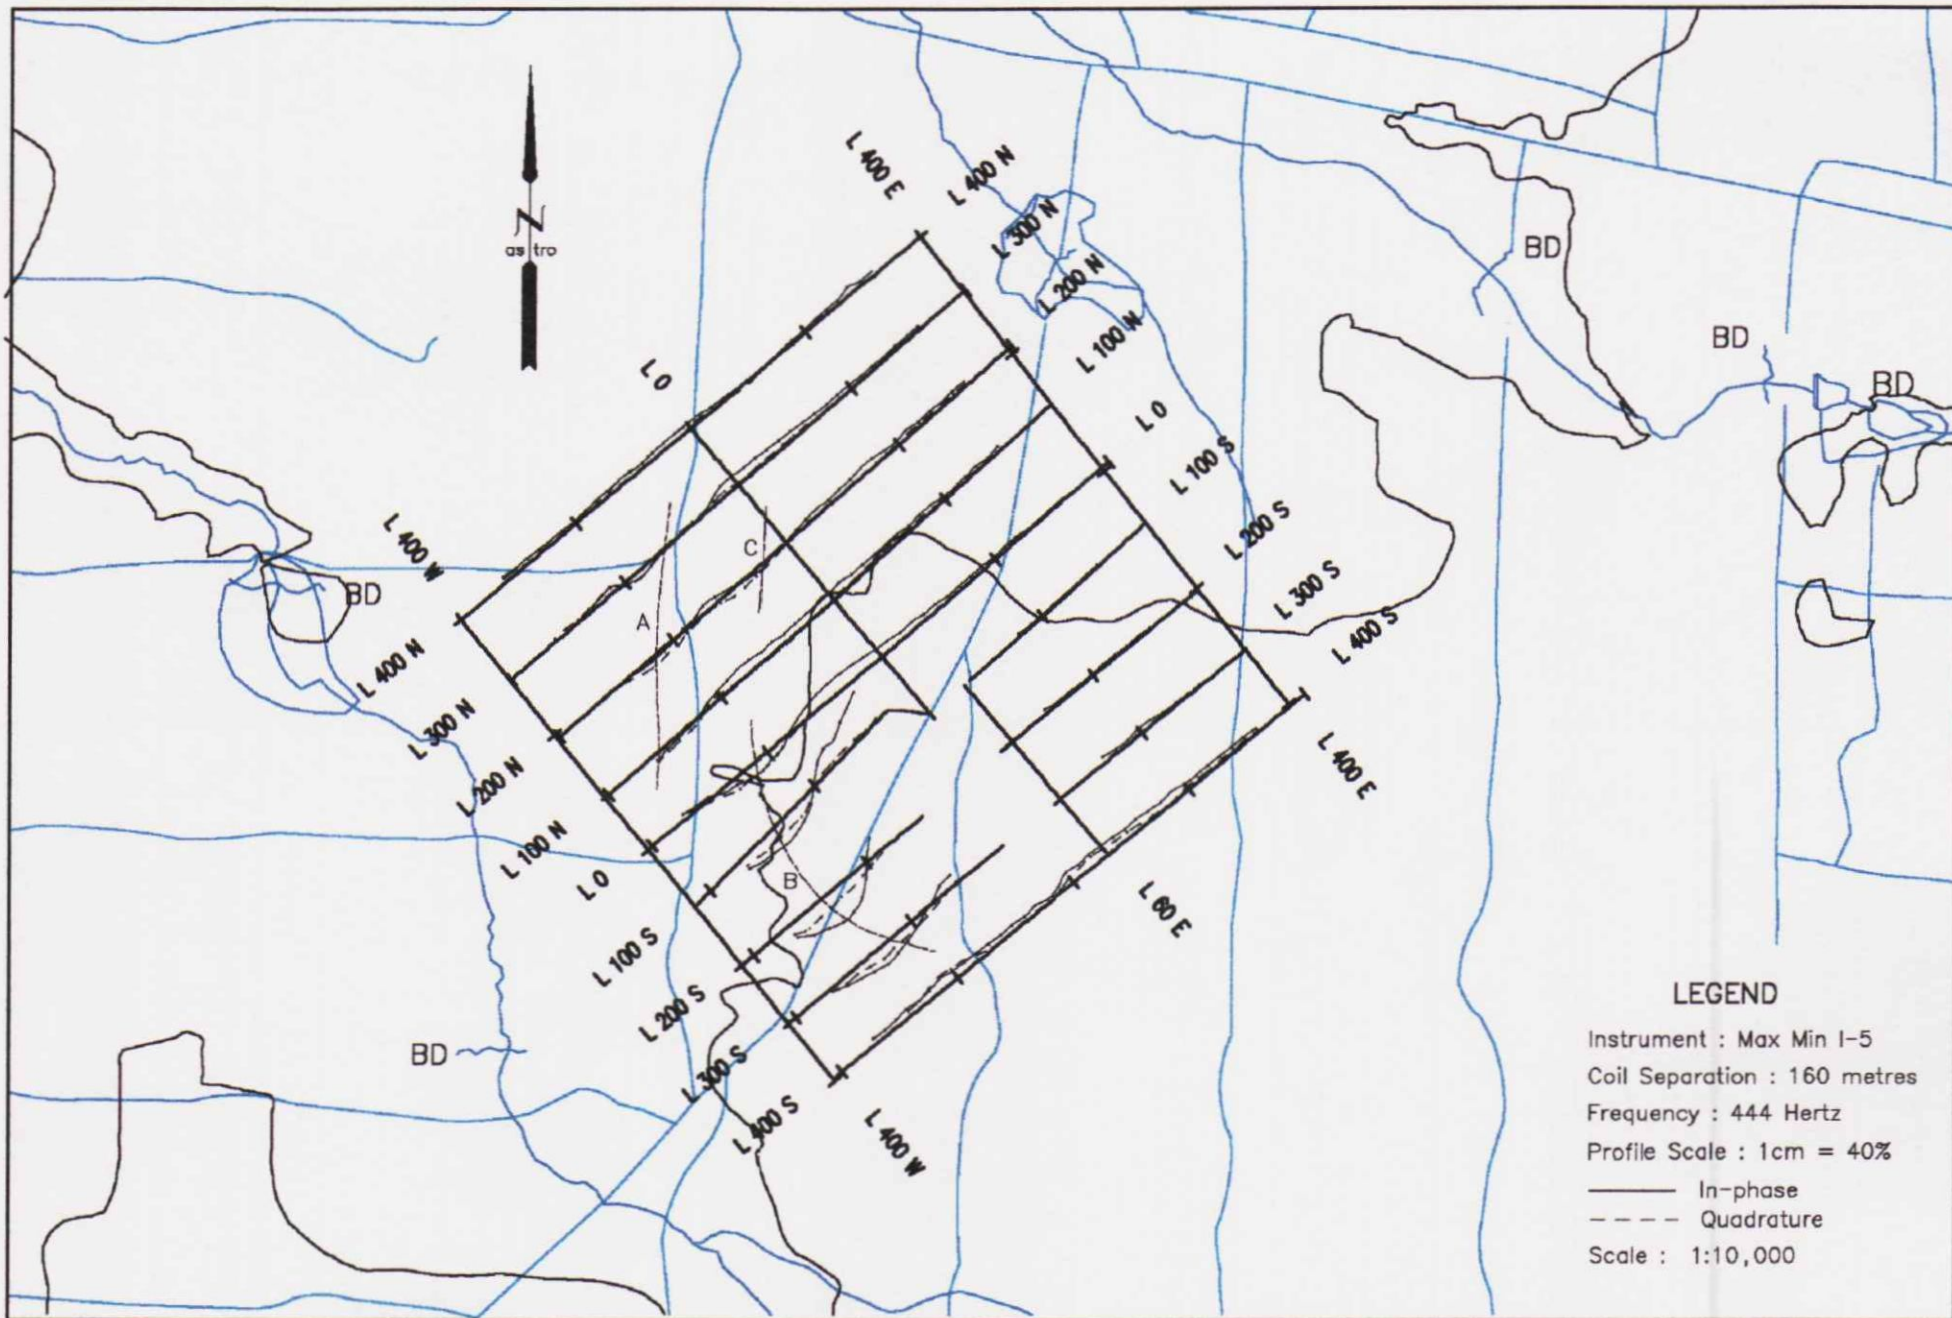 L 400 E
L 400 N
L 300 N
L 200 N
L 100 N
L 0
L 100 S
L 200 S
L 300 S
L 400 S
L 400 E
L 60 E
L 0
L 400 W
L 400 N
L 300 N
L 200 N
L 100 N
L 0
L 100 S
L 200 S
L 300 S
L 400 S
L 400 W
N
as tro
A
C
B
BD
BD
BD
BD
BD
LEGEND
Instrument : Max Min I-5
Coil Separation : 160 metres
Frequency : 444 Hertz
Profile Scale : 1cm = 40%
In-phase
Quadrature
Scale : 1:10,000